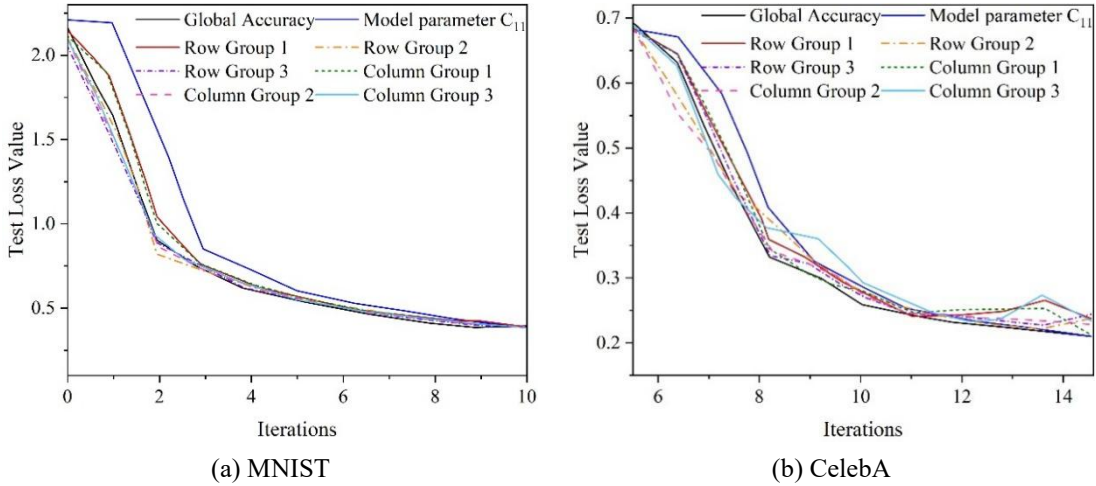 Global Accuracy Model parameter C₁₁
Row Group 1 Row Group 2
Row Group 3 Column Group 1
Column Group 2 Column Group 3
2.0
1.5
1.0
0.5
Test Loss Value
0 2 4 6 8 10
Iterations
(a) MNIST
Global Accuracy Model parameter C₁₁
Row Group 1 Row Group 2
Row Group 3 Column Group 1
Column Group 2 Column Group 3
0.7
0.6
0.5
0.4
0.3
0.2
Test Loss Value
6 8 10 12 14
Iterations
(b) CelebA